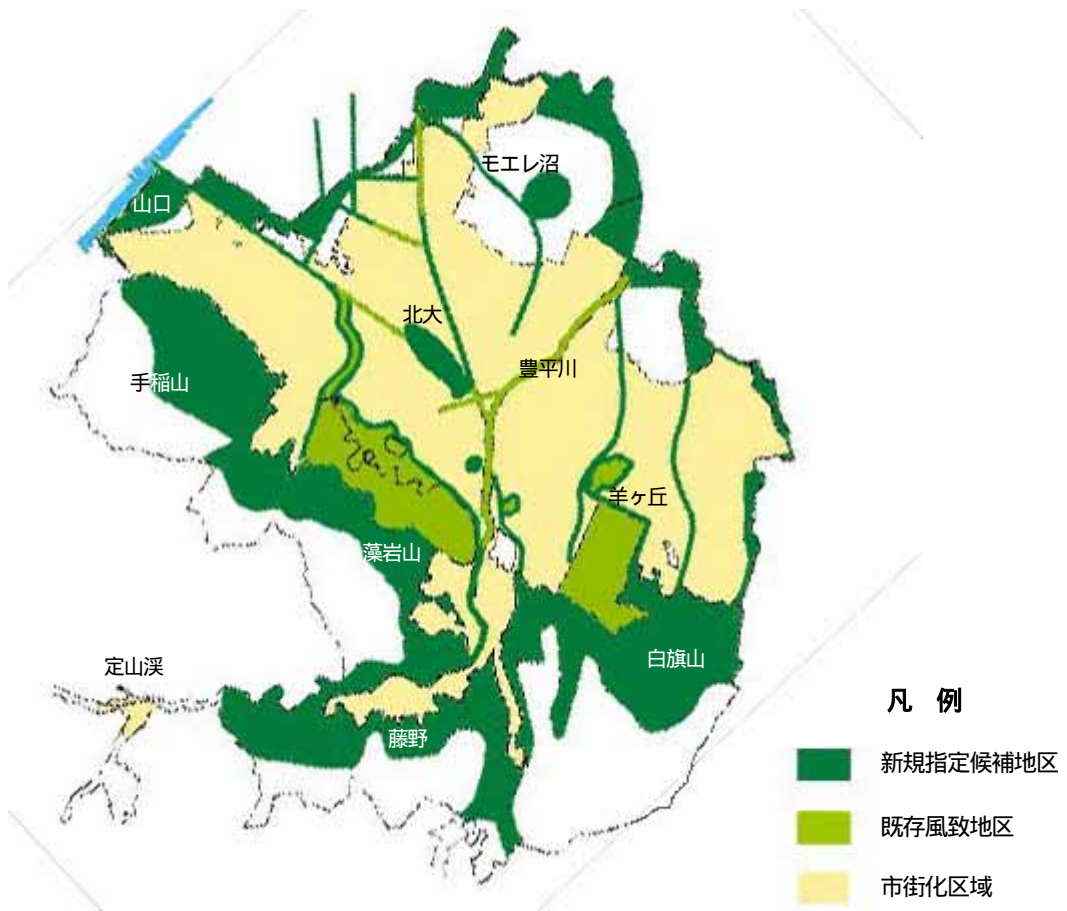 モエレ沼
山口
北大
豊平川
手稲山
羊ヶ丘
藻岩山
白旗山
定山渓
藤野
凡 例
新規指定候補地区
既存風致地区
市街化区域